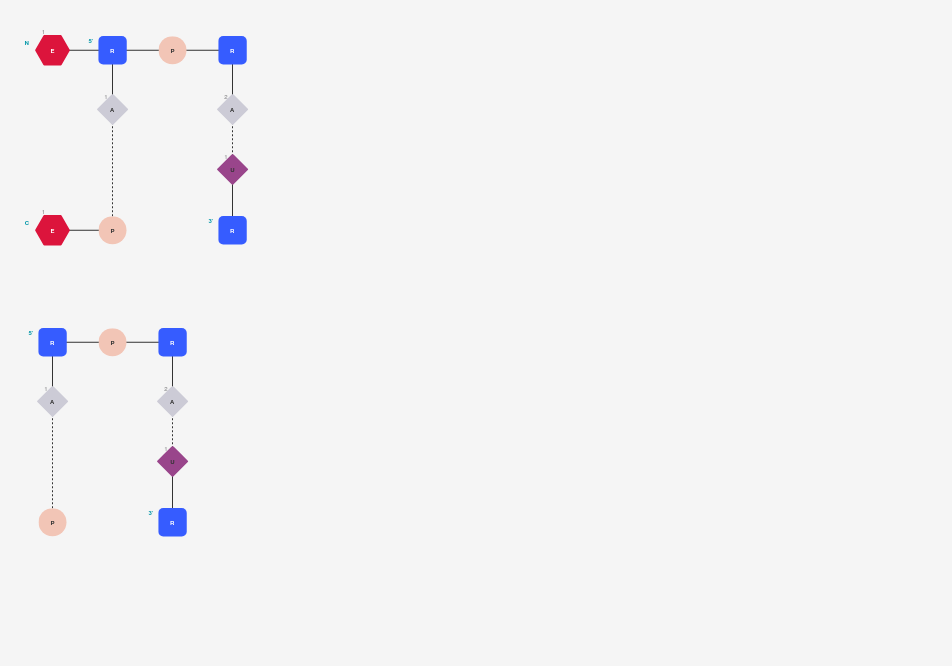 1
N E 5' R P R
1 A 2 A
1 U
1
C E P 3' R
5' R P R
1 A 2 A
1 U
P 3' R